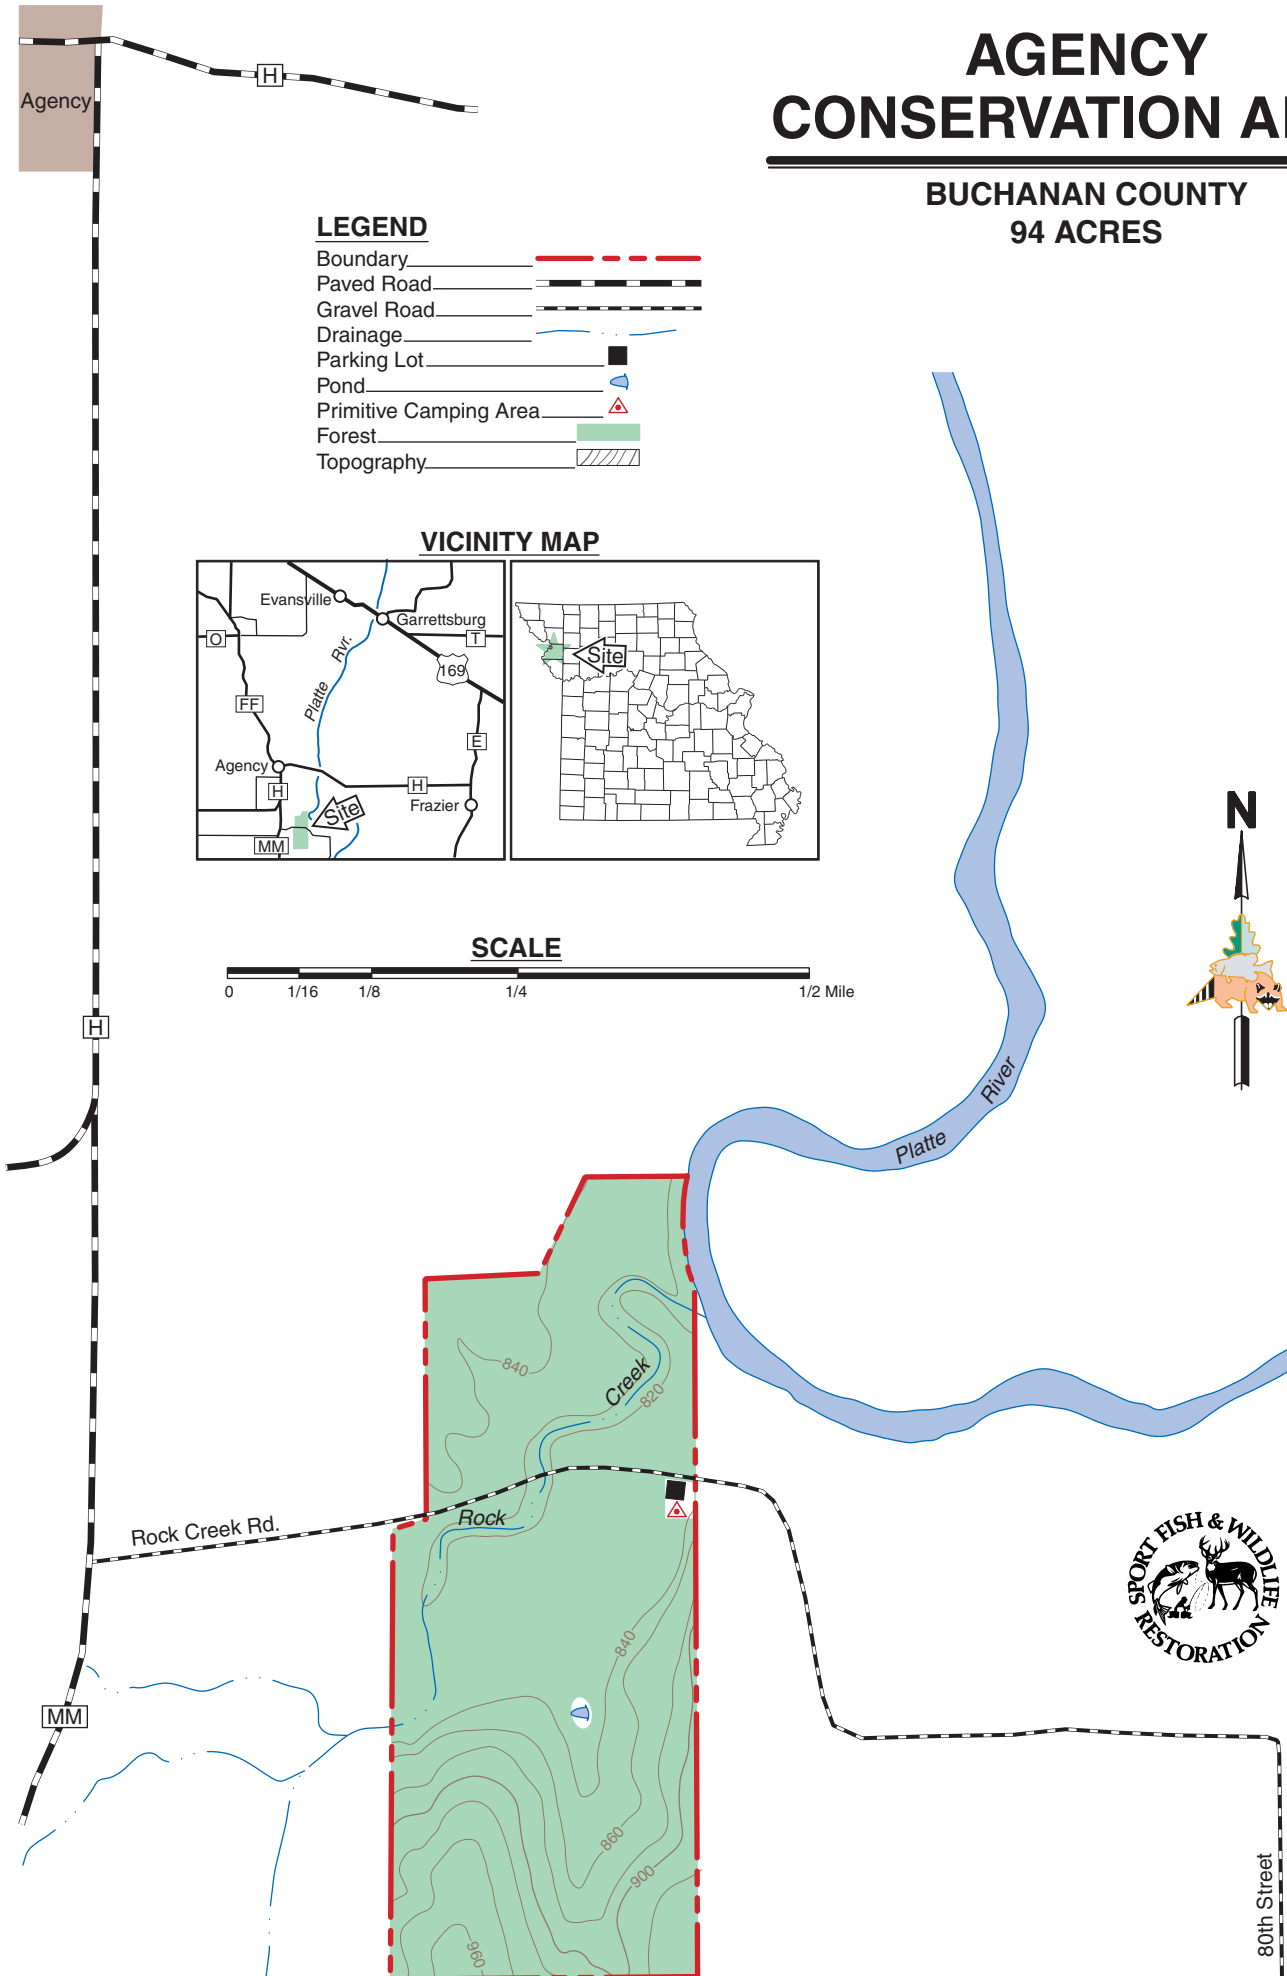 AGENCY
CONSERVATION A
BUCHANAN COUNTY
94 ACRES
Agency
H
LEGEND
Boundary
Paved Road
Gravel Road
Drainage
Parking Lot
Pond
Primitive Camping Area
Forest
Topography
VICINITY MAP
Evansville
Garrettsburg
O
T
Platte Rvr.
169
FF
E
Agency
H
H
Frazier
Site
MM
Site
SCALE
0 1/16 1/8 1/4 1/2 Mile
N
H
Platte River
840
Creek
820
Rock Creek Rd.
Rock
SPORT FISH & WILDLIFE
RESTORATION
840
MM
860
900
960
80th Street